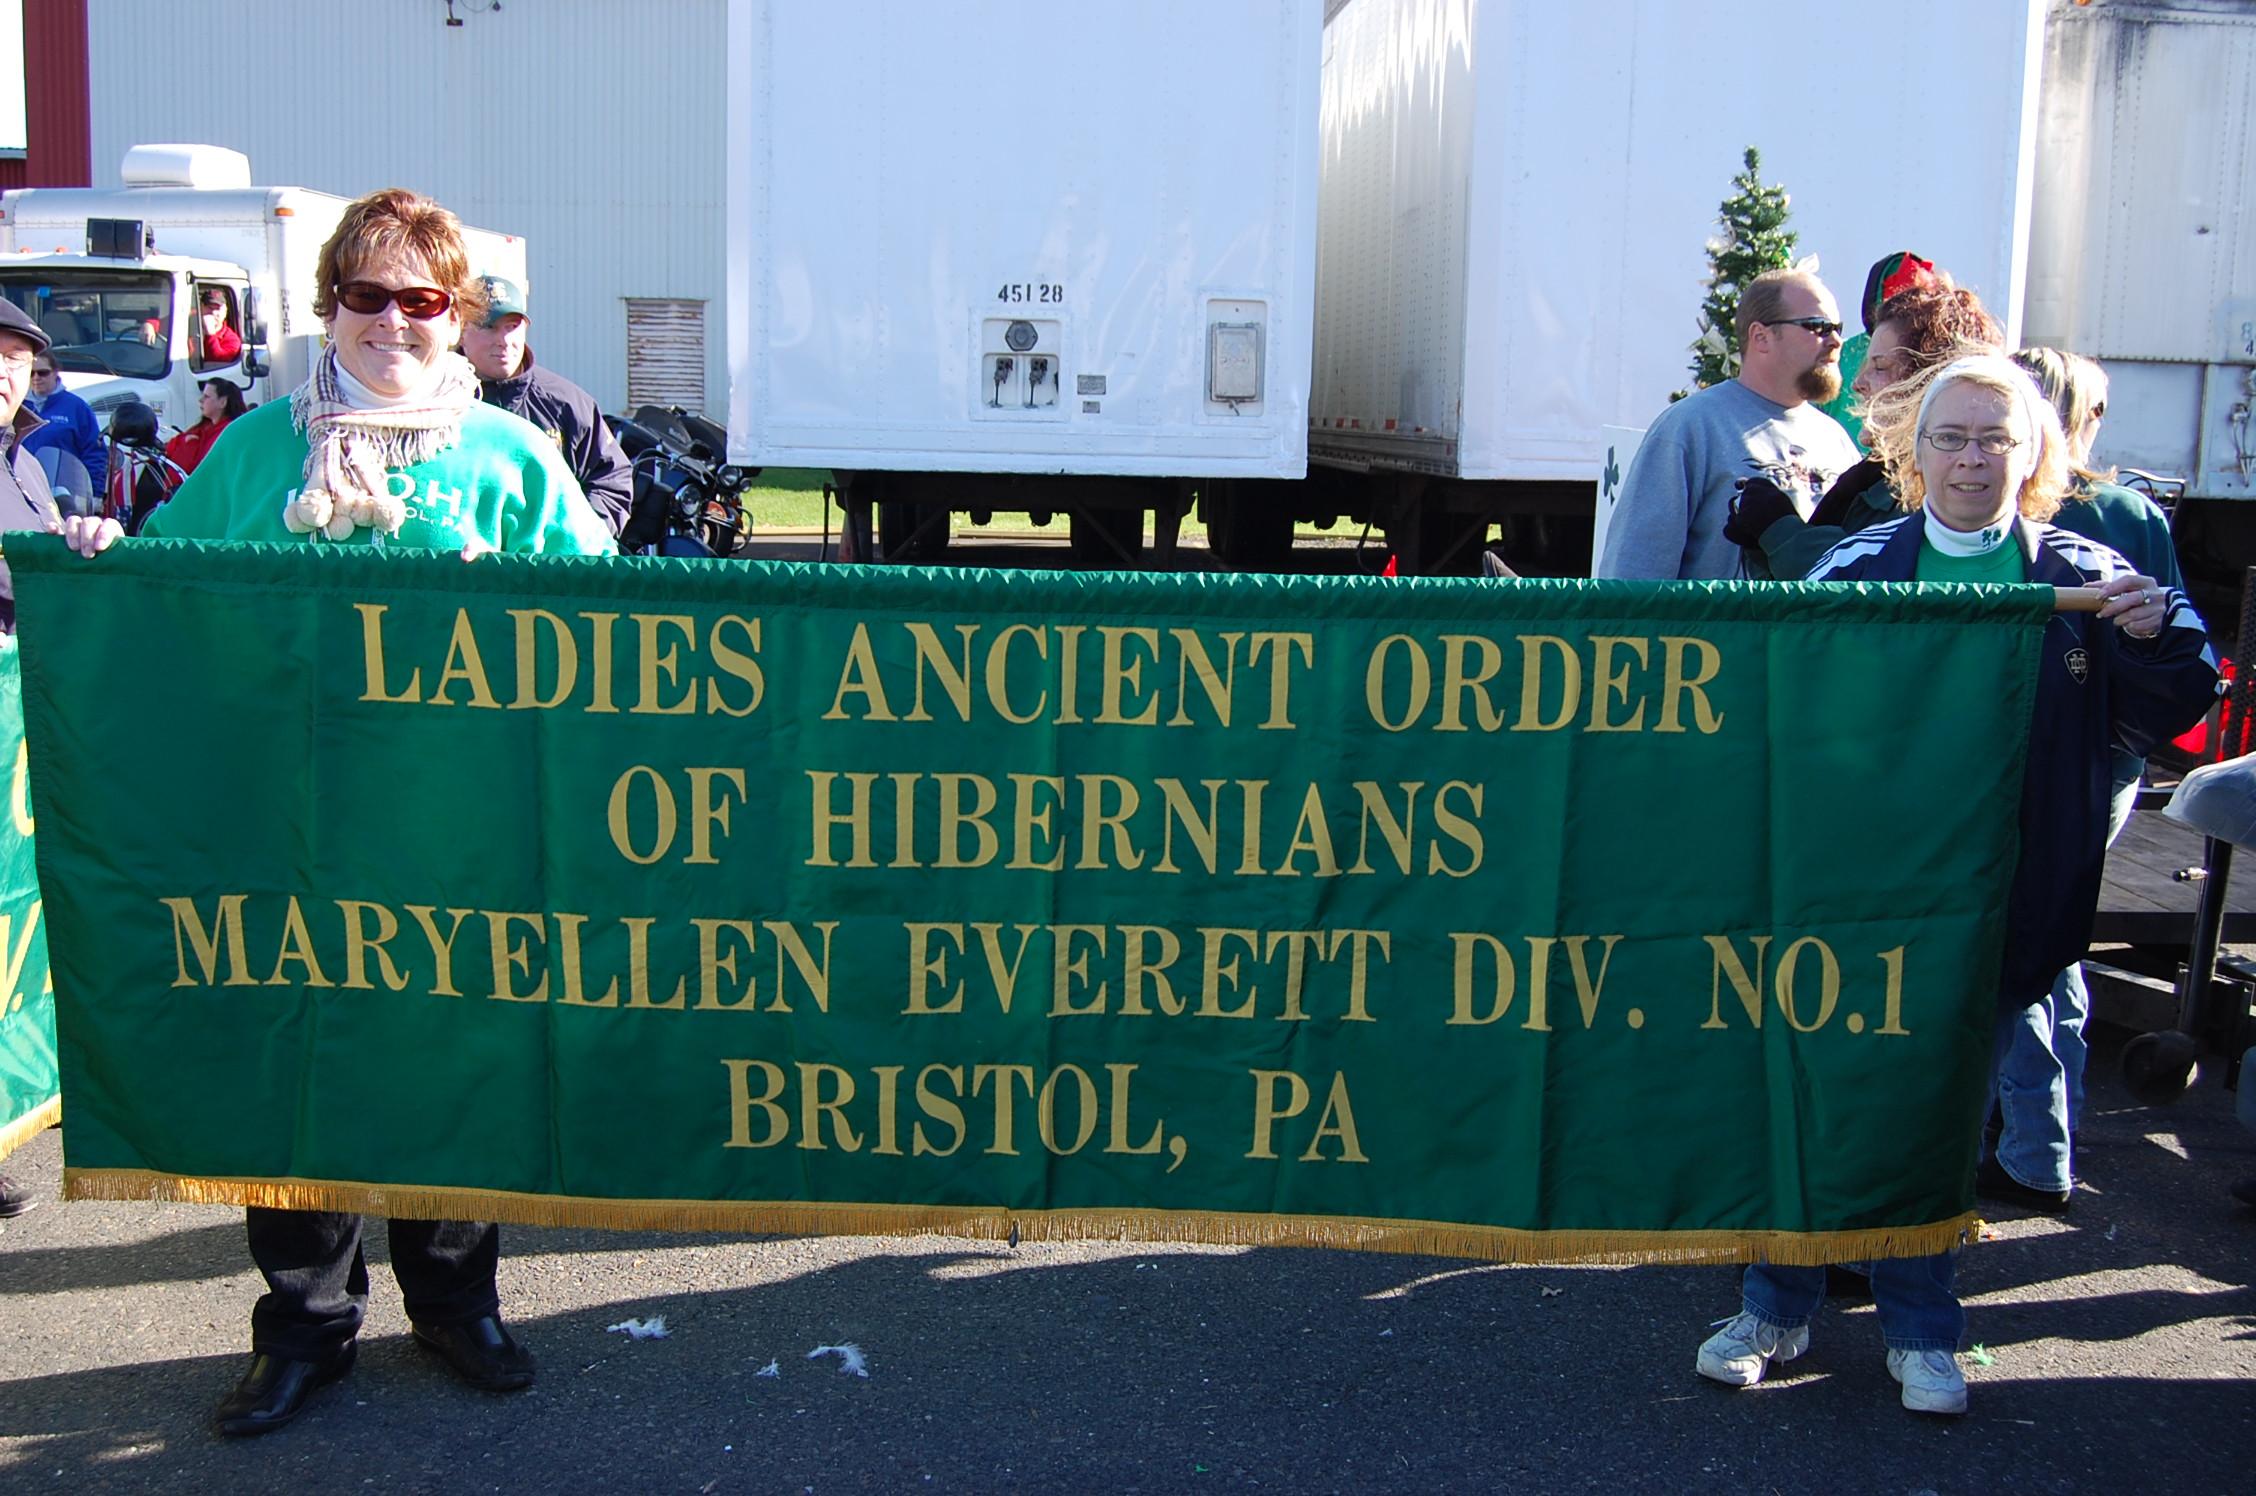 45128
LADIES ANCIENT ORDER
OF HIBERNIANS
MARYELLEN EVERETT DIV. NO.1
BRISTOL, PA